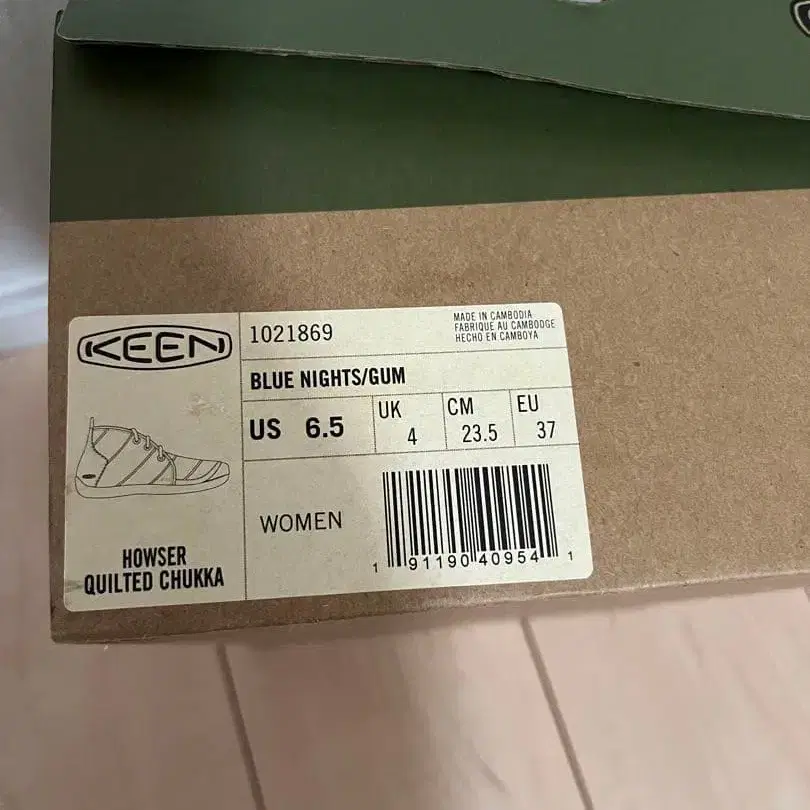 KEEN
1021869
MADE IN CAMBODIA
FABRIQUE AU CAMBODGE
HECHO EN CAMBOYA
BLUE NIGHTS/GUM
US 6.5
UK 4
CM 23.5
EU 37
WOMEN
1 91190 40954 1
HOWSER
QUILTED CHUKKA